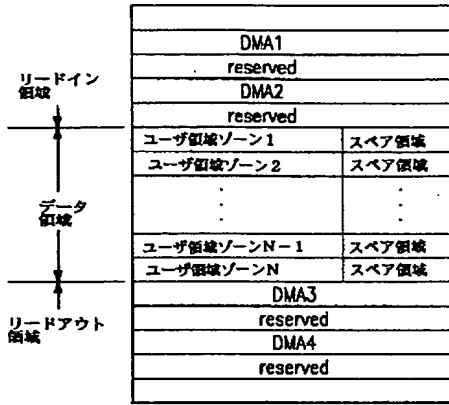 DMA1
reserved
DMA2
reserved
リードイン
領域
ユーザ領域ゾーン1 スペア領域
ユーザ領域ゾーン2 スペア領域
データ
領域
ユーザ領域ゾーンN-1 スペア領域
ユーザ領域ゾーンN スペア領域
DMA3
reserved
リードアウト
領域
DMA4
reserved